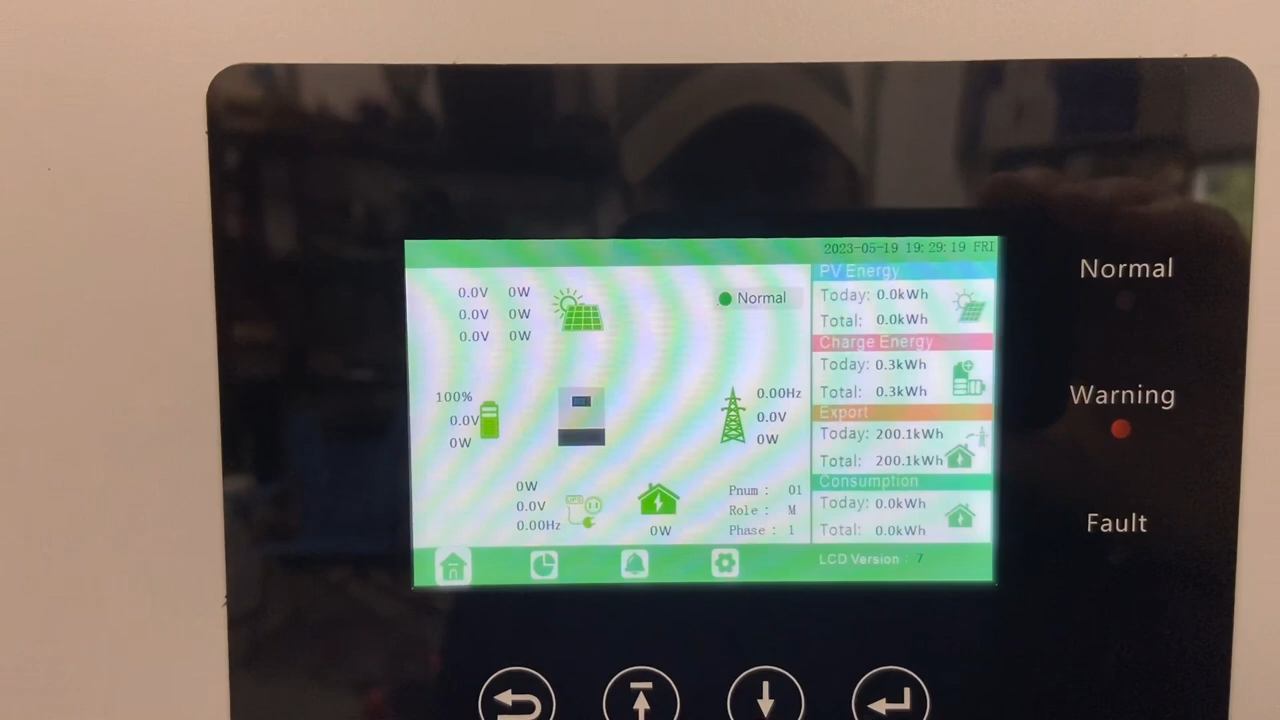 2023-05-19 19:29:19 FRI
0.0V 0W
0.0V 0W
0.0V 0W
Normal
100%
0.0V
0W
0.00Hz
0.0V
0W
0W
0.0V
0.00Hz
UPS
0W
Pnum : 01
Role : M
Phase : 1
PV Energy
Today: 0.0kWh
Total: 0.0kWh
Charge Energy
Today: 0.3kWh
Total: 0.3kWh
Export
Today: 200.1kWh
Total: 200.1kWh
Consumption
Today: 0.0kWh
Total: 0.0kWh
LCD Version : 7
Normal
Warning
Fault